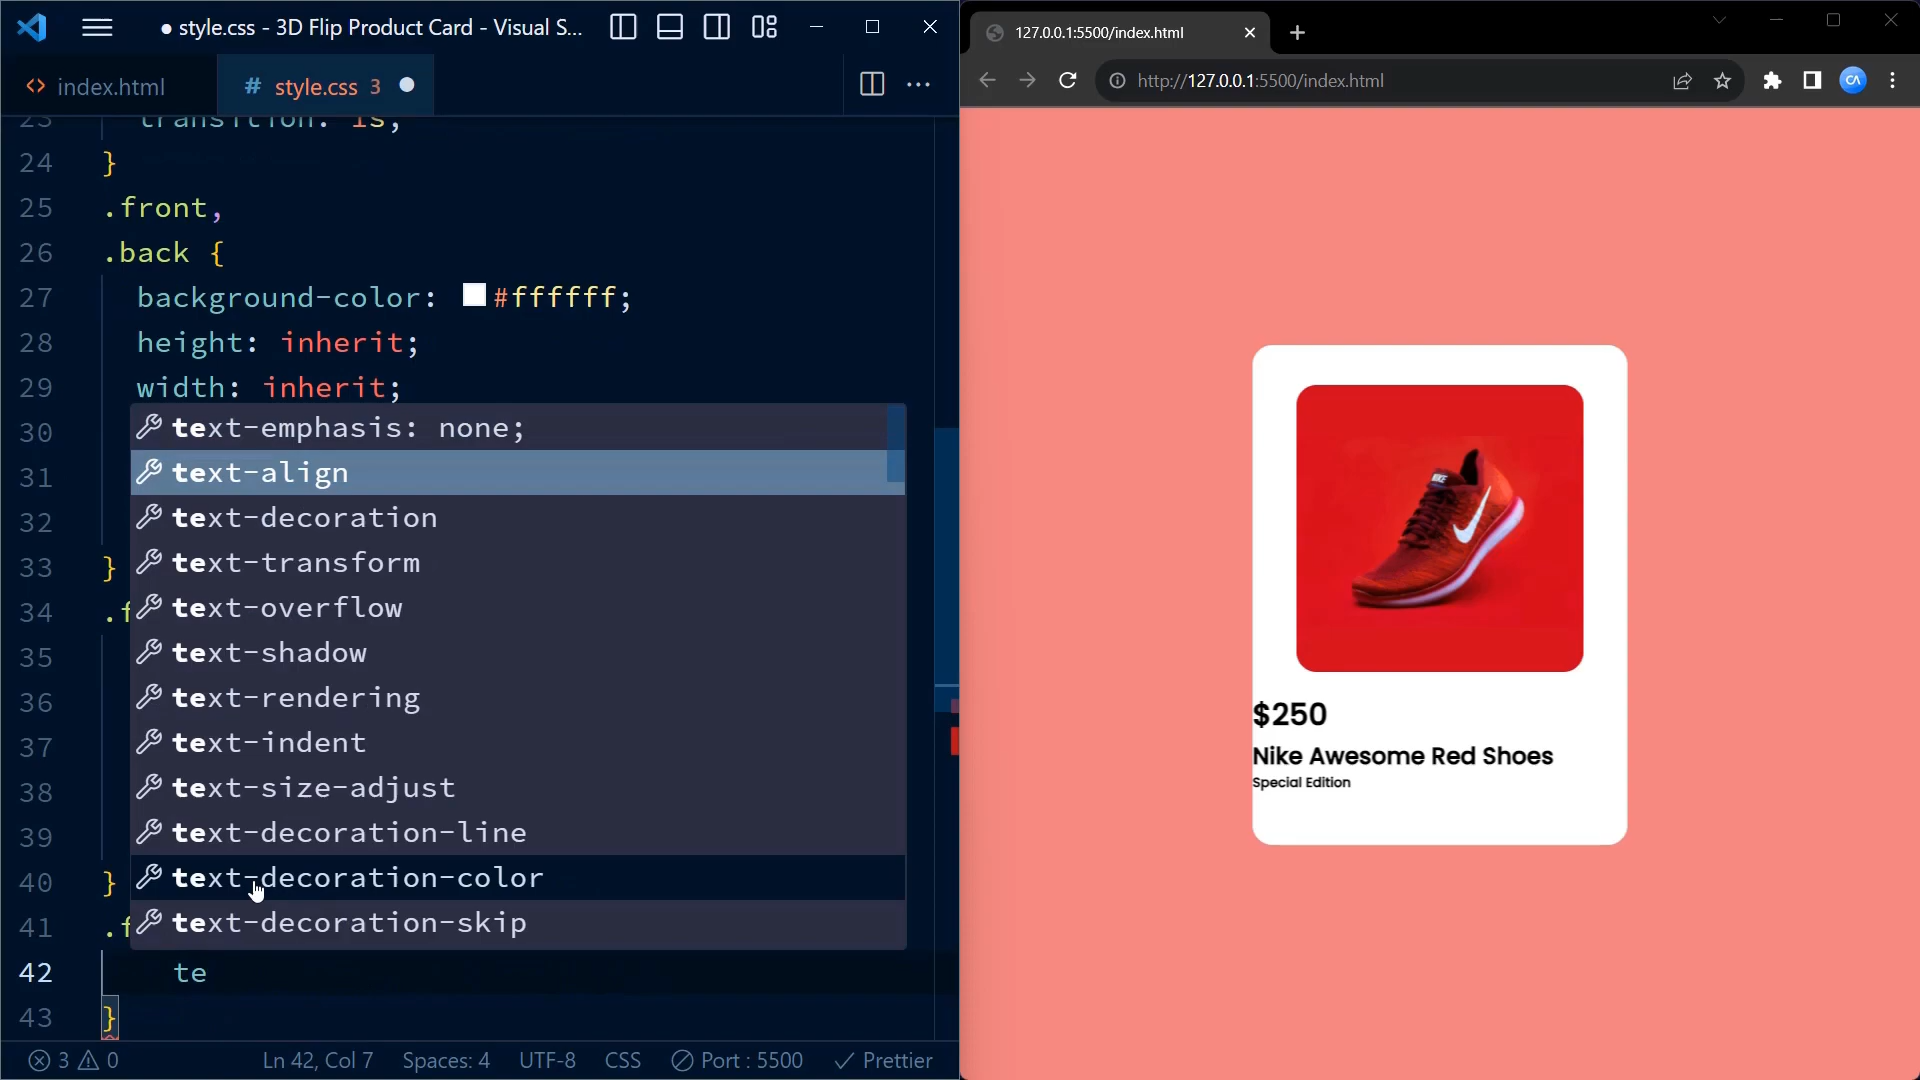 ● style.css - 3D Flip Product Card - Visual S...
index.html
# style.css 3 ●
23 transition: 1s;
24 }
25 .front,
26 .back {
27 background-color: #ffffff;
28 height: inherit;
29 width: inherit;
30 text-emphasis: none;
31 text-align
32 text-decoration
33 } text-transform
34 .f text-overflow
35 text-shadow
36 text-rendering
37 text-indent
38 text-size-adjust
39 text-decoration-line
40 } text-decoration-color
41 .f text-decoration-skip
42 te
43 }
3 0 Ln 42, Col 7 Spaces: 4 UTF-8 CSS Port : 5500 Prettier
127.0.0.1:5500/index.html
http://127.0.0.1:5500/index.html
CA
NIKE
$250
Nike Awesome Red Shoes
Special Edition